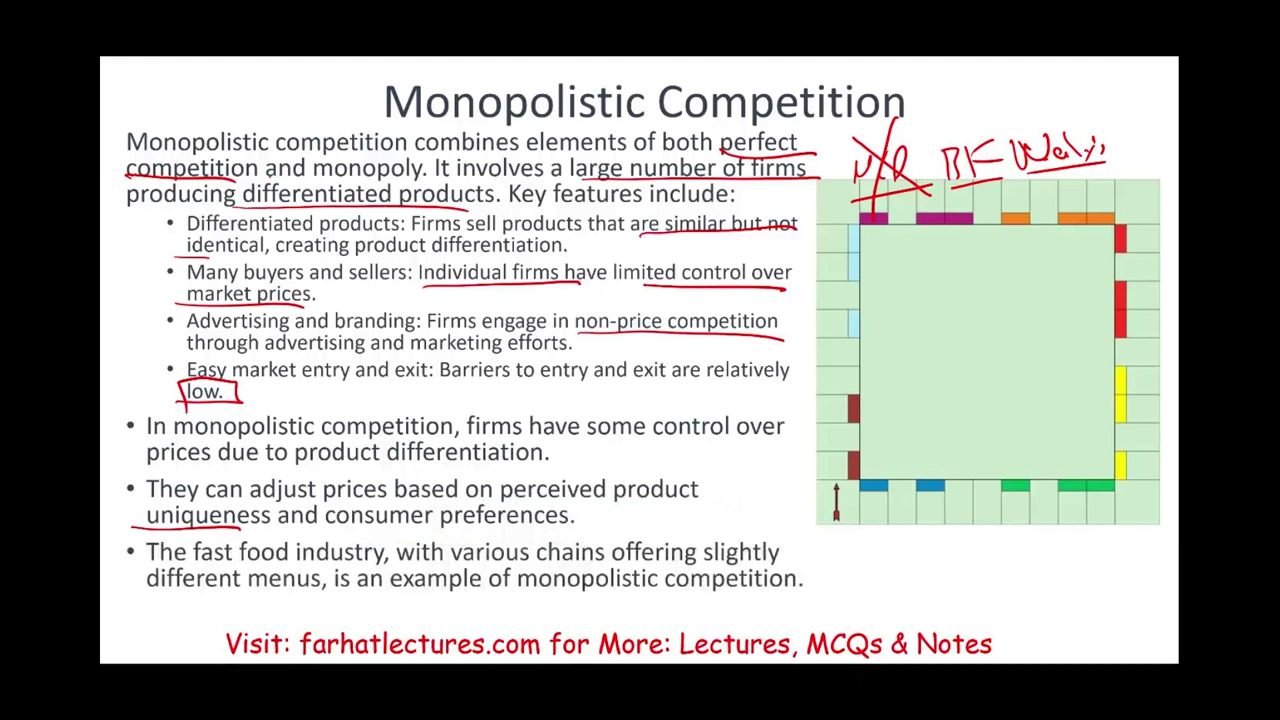 Monopolistic Competition
Monopolistic competition combines elements of both perfect
competition and monopoly. It involves a large number of firms
producing differentiated products. Key features include:
• Differentiated products: Firms sell products that are similar but not
identical, creating product differentiation.
• Many buyers and sellers: Individual firms have limited control over
market prices.
• Advertising and branding: Firms engage in non-price competition
through advertising and marketing efforts.
• Easy market entry and exit: Barriers to entry and exit are relatively
low.
• In monopolistic competition, firms have some control over
prices due to product differentiation.
• They can adjust prices based on perceived product
uniqueness and consumer preferences.
• The fast food industry, with various chains offering slightly
different menus, is an example of monopolistic competition.
BK
Visit: farhatlectures.com for More: Lectures, MCQs & Notes